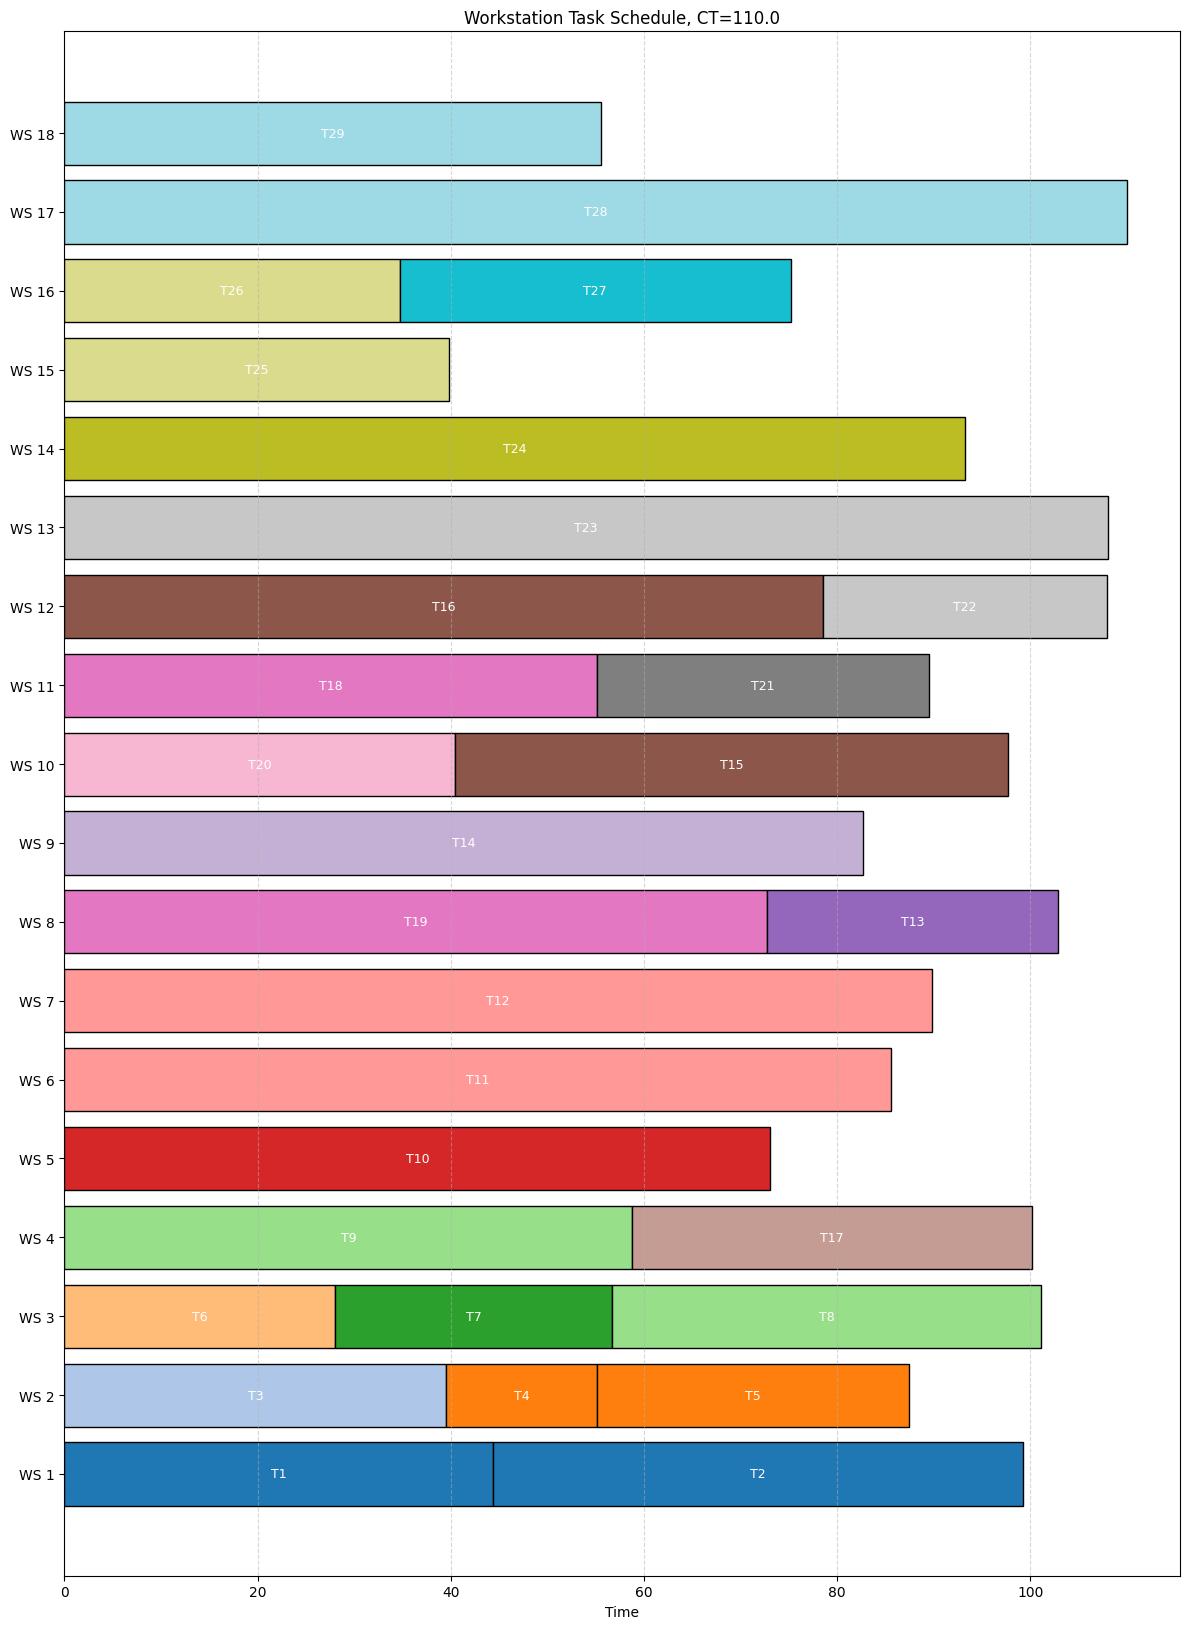 Workstation Task Schedule, CT=110.0
WS 18 T29
WS 17 T28
WS 16 T26 T27
WS 15 T25
WS 14 T24
WS 13 T23
WS 12 T16 T22
WS 11 T18 T21
WS 10 T20 T15
WS 9 T14
WS 8 T19 T13
WS 7 T12
WS 6 T11
WS 5 T10
WS 4 T9 T17
WS 3 T6 T7 T8
WS 2 T3 T4 T5
WS 1 T1 T2
0 20 40 60 80 100
Time